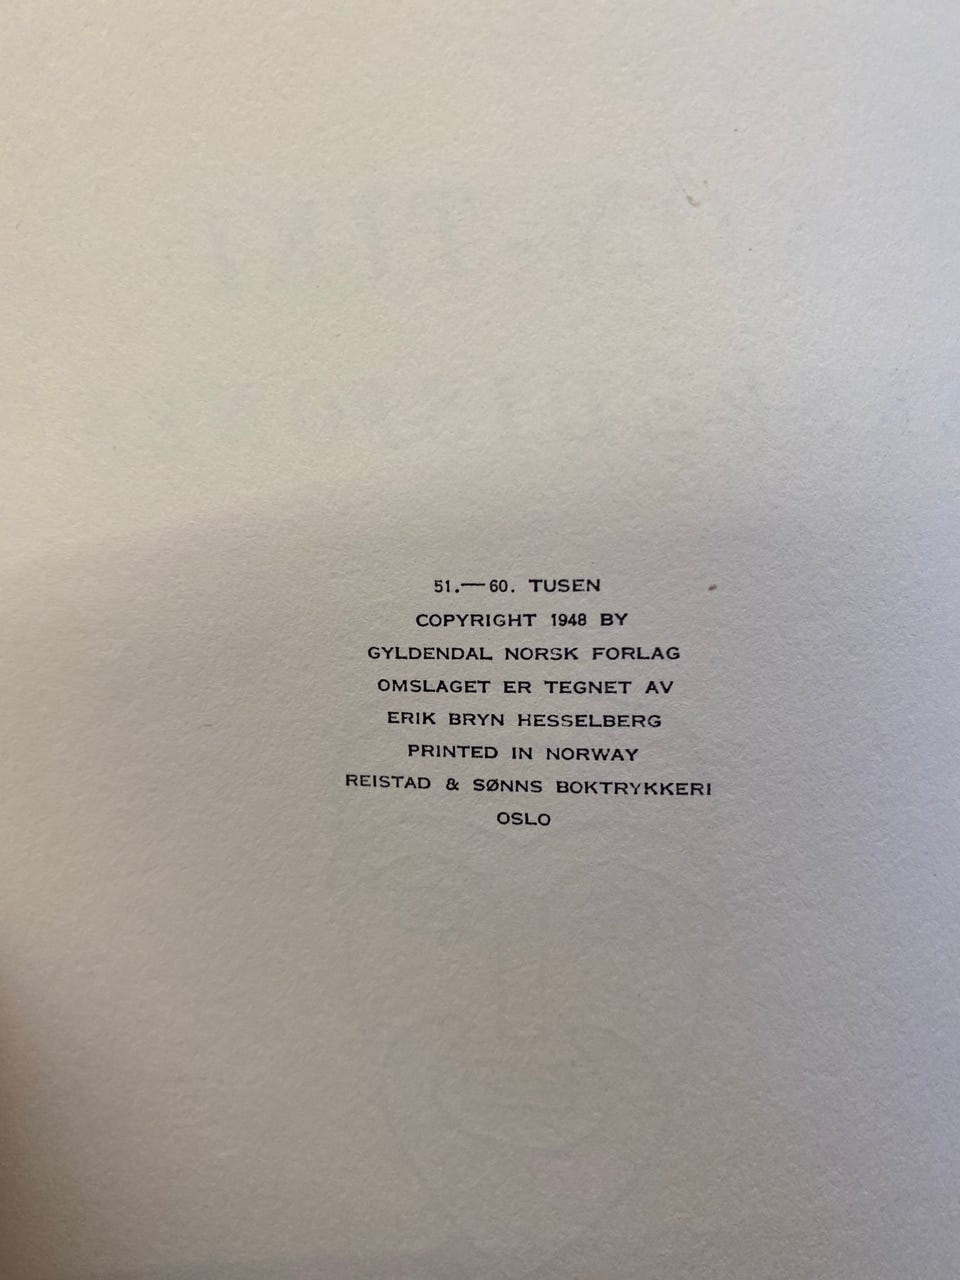 51.—60. TUSEN
COPYRIGHT 1948 BY
GYLDENDAL NORSK FORLAG
OMSLAGET ER TEGNET AV
ERIK BRYN HESSELBERG
PRINTED IN NORWAY
REISTAD & SØNNS BOKTRYKKERI
OSLO